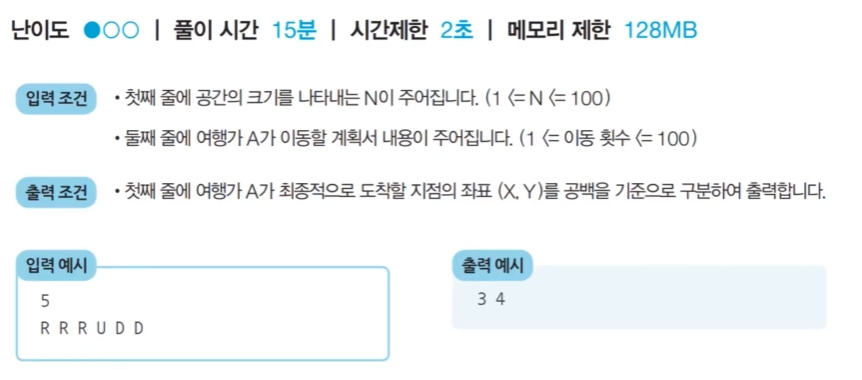 난이도 ●○○ | 풀이 시간 15분 | 시간제한 2초 | 메모리 제한 128MB
입력 조건 • 첫째 줄에 공간의 크기를 나타내는 N이 주어집니다. (1 <= N <= 100)
• 둘째 줄에 여행가 A가 이동할 계획서 내용이 주어집니다. (1 <= 이동 횟수 <= 100)
출력 조건 • 첫째 줄에 여행가 A가 최종적으로 도착할 지점의 좌표 (X, Y)를 공백을 기준으로 구분하여 출력합니다.
입력 예시
5
R R R U D D
출력 예시
3 4